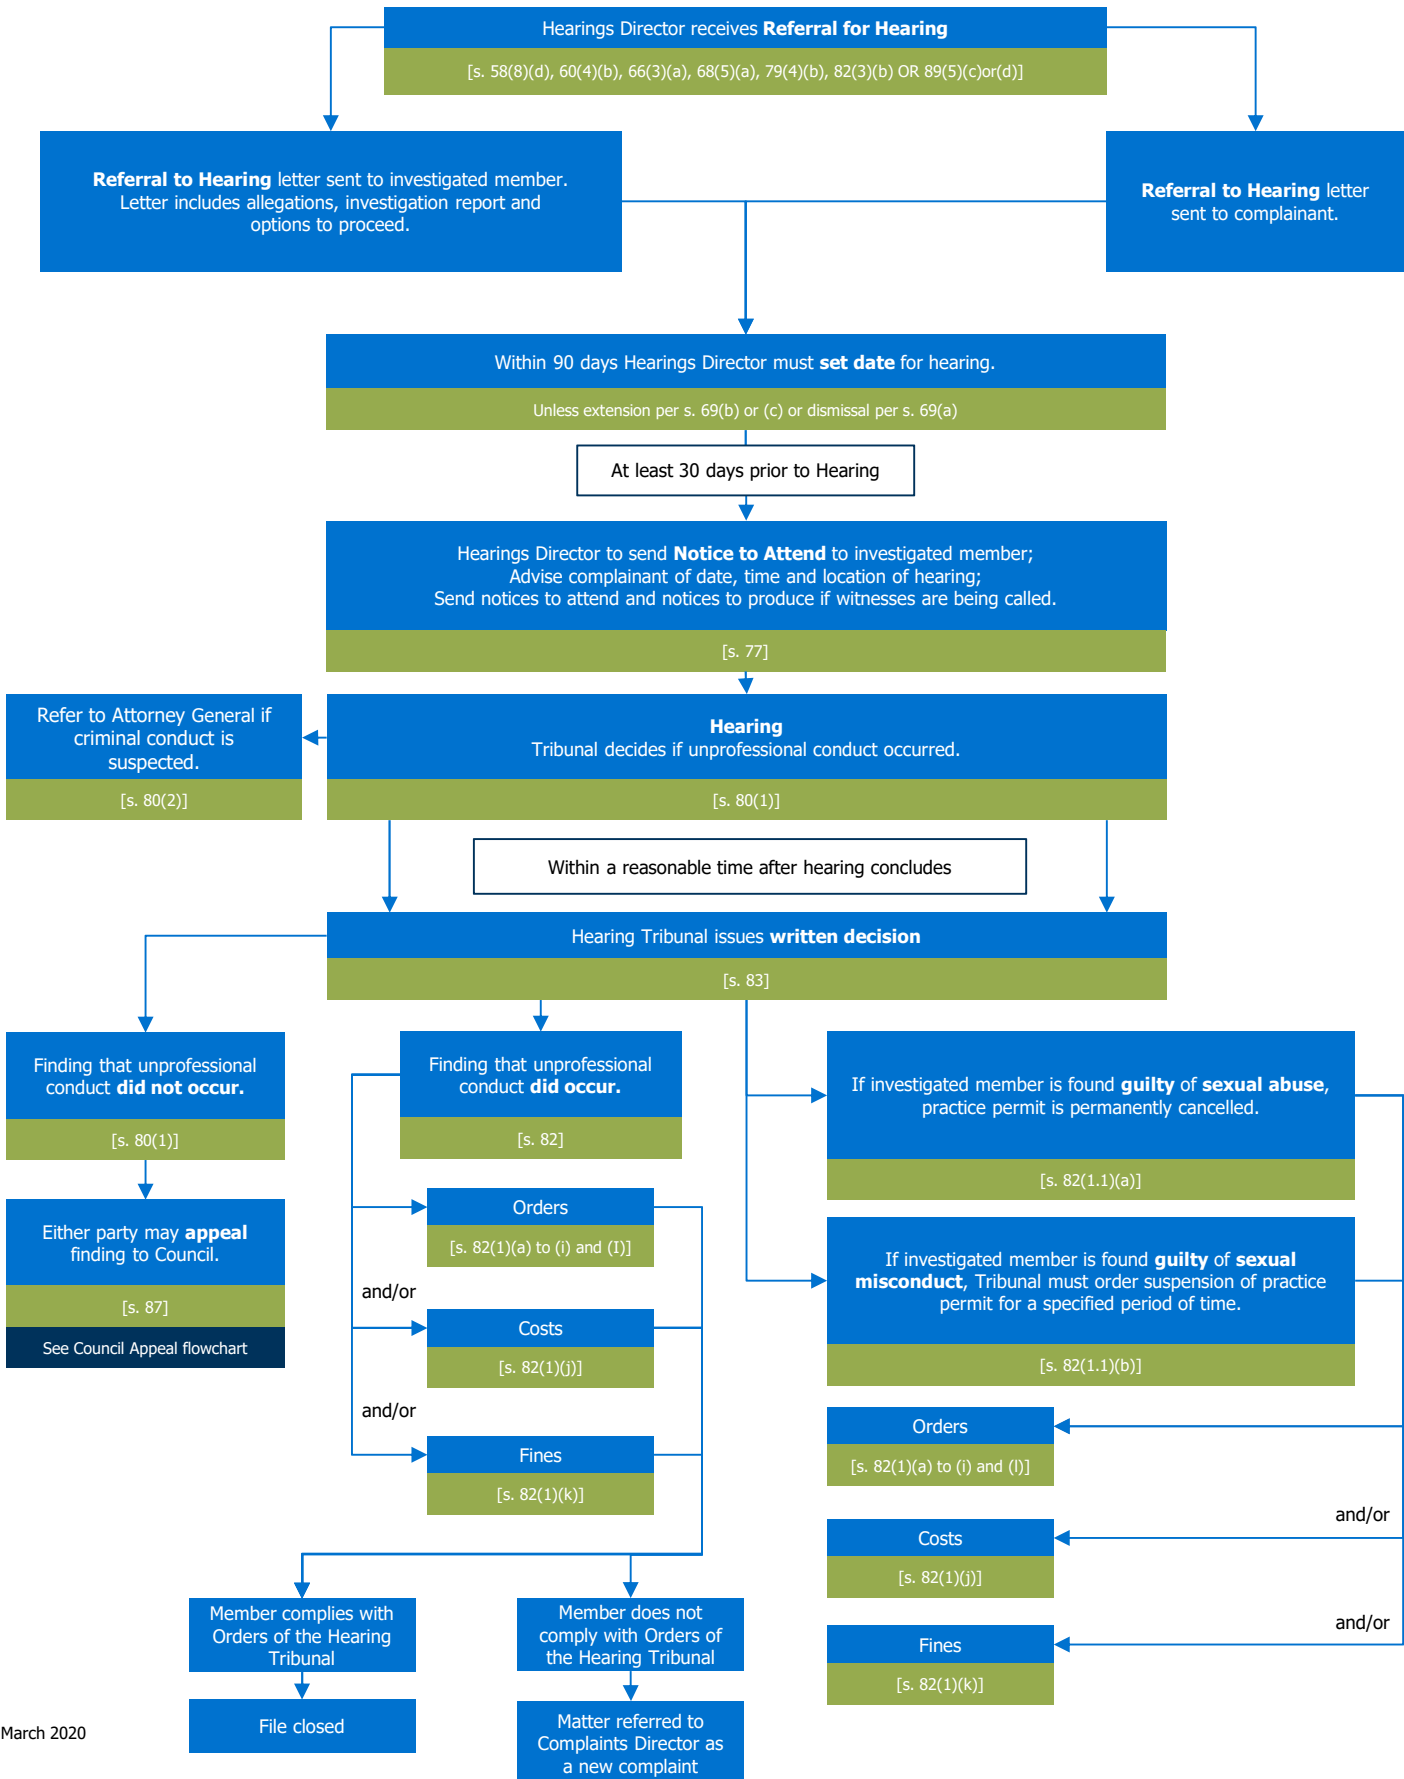 Hearings Director receives Referral for Hearing
[s. 58(8)(d), 60(4)(b), 66(3)(a), 68(5)(a), 79(4)(b), 82(3)(b) OR 89(5)(c)or(d)]
Referral to Hearing letter sent to investigated member.
Letter includes allegations, investigation report and
options to proceed.
Referral to Hearing letter
sent to complainant.
Within 90 days Hearings Director must set date for hearing.
Unless extension per s. 69(b) or (c) or dismissal per s. 69(a)
At least 30 days prior to Hearing
Hearings Director to send Notice to Attend to investigated member;
Advise complainant of date, time and location of hearing;
Send notices to attend and notices to produce if witnesses are being called.
[s. 77]
Refer to Attorney General if
criminal conduct is
suspected.
[s. 80(2)]
Hearing
Tribunal decides if unprofessional conduct occurred.
[s. 80(1)]
Within a reasonable time after hearing concludes
Hearing Tribunal issues written decision
[s. 83]
Finding that unprofessional
conduct did not occur.
[s. 80(1)]
Either party may appeal
finding to Council.
[s. 87]
See Council Appeal flowchart
Finding that unprofessional
conduct did occur.
[s. 82]
Orders
[s. 82(1)(a) to (i) and (I)]
and/or
Costs
[s. 82(1)(j)]
and/or
Fines
[s. 82(1)(k)]
If investigated member is found guilty of sexual abuse,
practice permit is permanently cancelled.
[s. 82(1.1)(a)]
If investigated member is found guilty of sexual
misconduct, Tribunal must order suspension of practice
permit for a specified period of time.
[s. 82(1.1)(b)]
Orders
[s. 82(1)(a) to (i) and (l)]
and/or
Costs
[s. 82(1)(j)]
and/or
Fines
[s. 82(1)(k)]
Member complies with
Orders of the Hearing
Tribunal
File closed
Member does not
comply with Orders of
the Hearing Tribunal
Matter referred to
Complaints Director as
a new complaint
March 2020